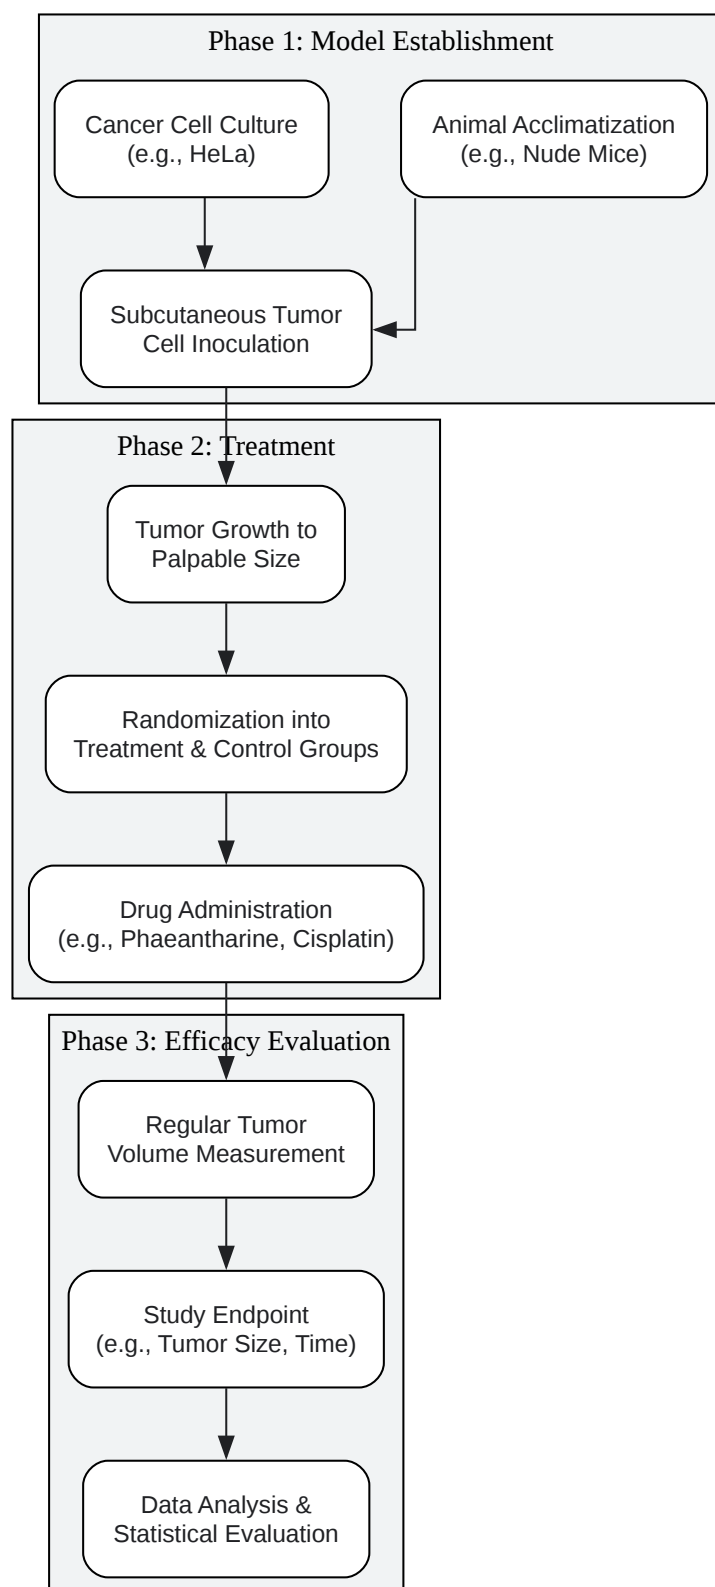 Phase 1: Model Establishment
Cancer Cell Culture
(e.g., HeLa)
Animal Acclimatization
(e.g., Nude Mice)
Subcutaneous Tumor
Cell Inoculation
Phase 2: Treatment
Tumor Growth to
Palpable Size
Randomization into
Treatment & Control Groups
Drug Administration
(e.g., Phaeantharine, Cisplatin)
Phase 3: Efficacy Evaluation
Regular Tumor
Volume Measurement
Study Endpoint
(e.g., Tumor Size, Time)
Data Analysis &
Statistical Evaluation